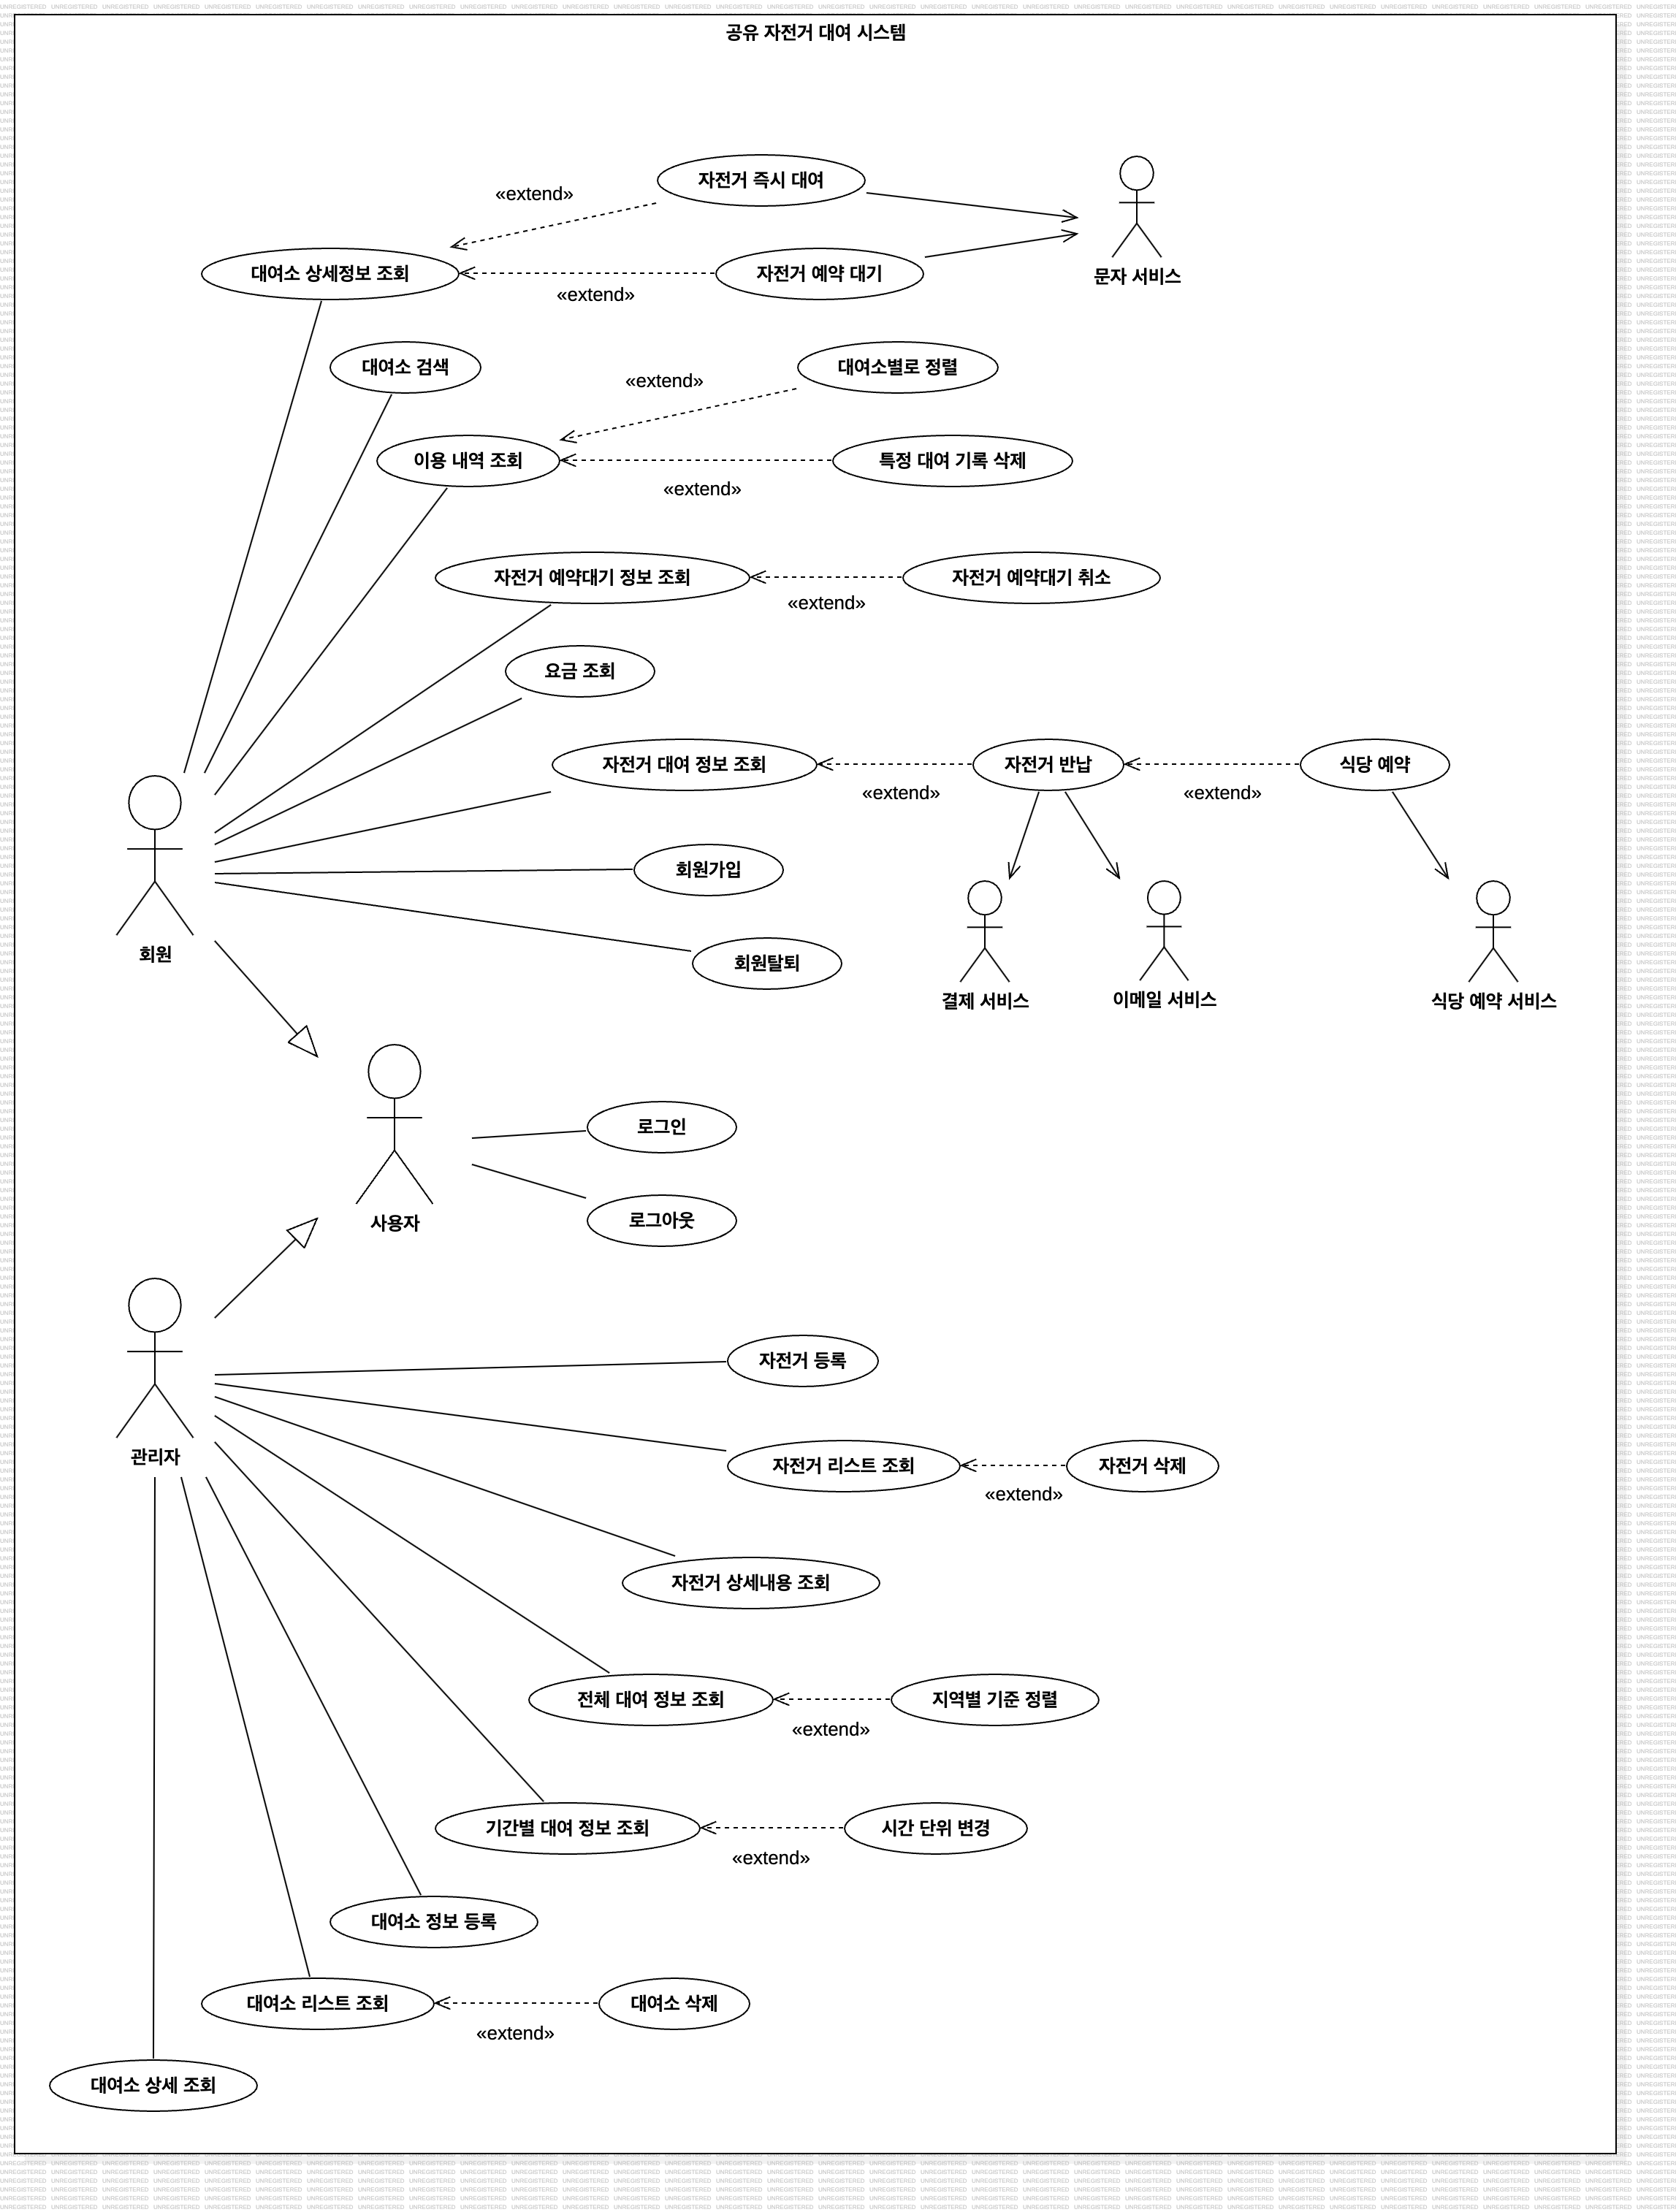 공유 자전거 대여 시스템
자전거 즉시 대여
«extend»
대여소 상세정보 조회
자전거 예약 대기
«extend»
문자 서비스
대여소 검색
대여소별로 정렬
«extend»
이용 내역 조회
특정 대여 기록 삭제
«extend»
자전거 예약대기 정보 조회
자전거 예약대기 취소
«extend»
요금 조회
자전거 대여 정보 조회
자전거 반납
식당 예약
«extend»
«extend»
회원가입
회원
회원탈퇴
결제 서비스
이메일 서비스
식당 예약 서비스
로그인
로그아웃
사용자
자전거 등록
관리자
자전거 리스트 조회
자전거 삭제
«extend»
자전거 상세내용 조회
전체 대여 정보 조회
지역별 기준 정렬
«extend»
기간별 대여 정보 조회
시간 단위 변경
«extend»
대여소 정보 등록
대여소 리스트 조회
대여소 삭제
«extend»
대여소 상세 조회
UNREGISTERED